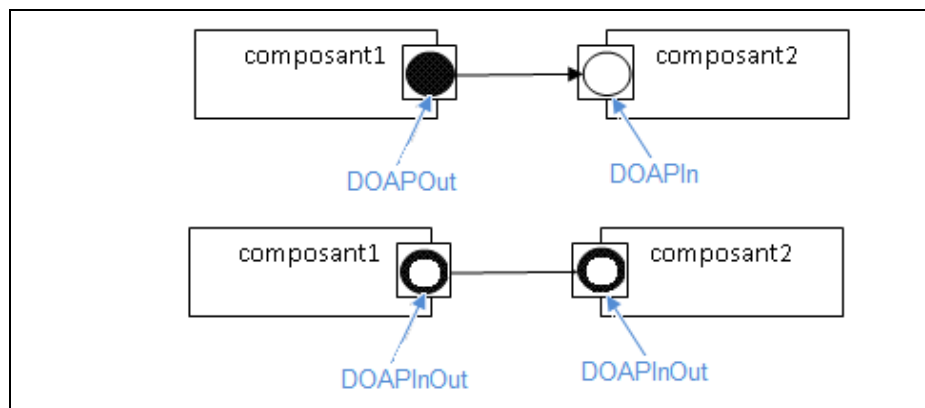 composant1
composant2
DOAPOut
DOAPIn
composant1
composant2
DOAPInOut
DOAPInOut